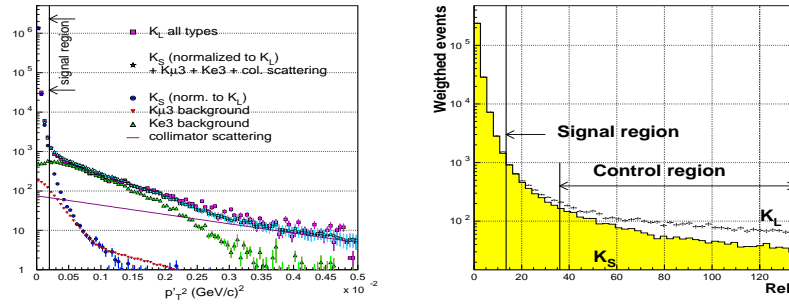 signal region
K_L all types
K_S (normalized to K_L)
+ Kμ3 + Ke3 + col. scattering
K_S (norm. to K_L)
Kμ3 background
Ke3 background
collimator scattering
10^6
10^5
10^4
10^3
10^2
10
1
0 0.05 0.1 0.15 0.2 0.25 0.3 0.35 0.4 0.45 0.5
x 10^-2
p'_T^2 (GeV/c)^2
Weigthed events
10^5
10^4
10^3
10^2
Signal region
Control region
K_L
K_S
0 20 40 60 80 100 120
Rel